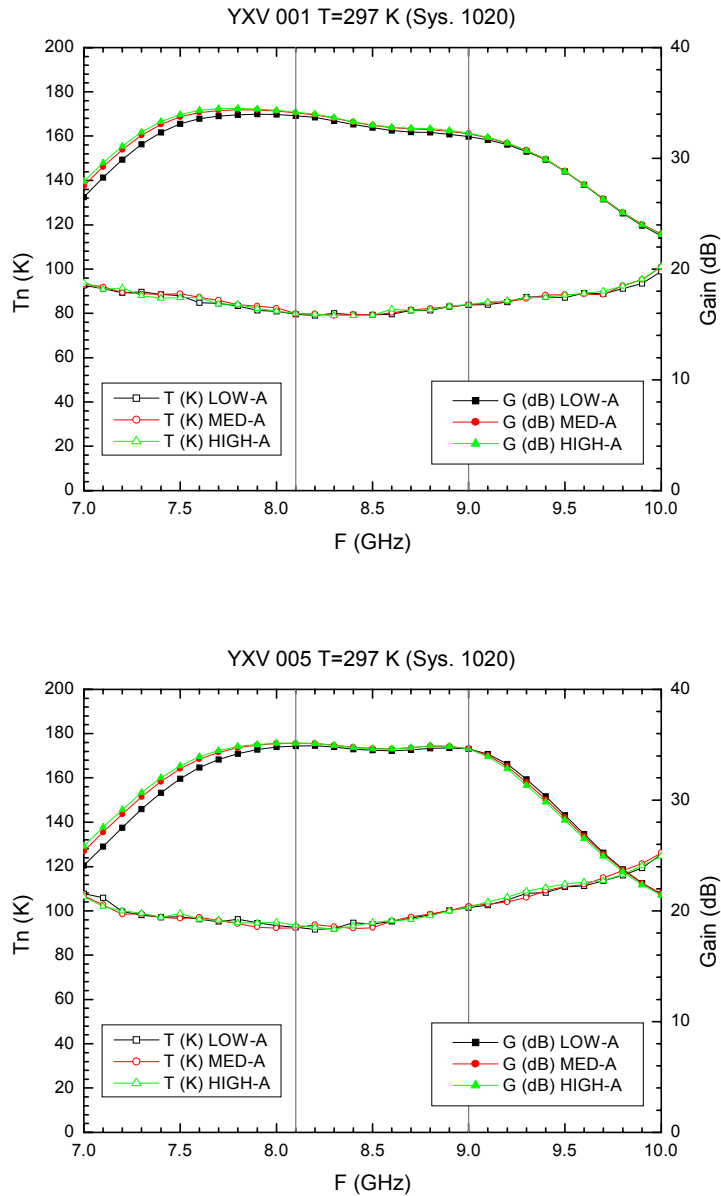 YXV 001 T=297 K (Sys. 1020)
200
180
160
140
120
100
80
60
40
20
0
Tn (K)
40
30
20
10
0
Gain (dB)
T (K) LOW-A
T (K) MED-A
T (K) HIGH-A
G (dB) LOW-A
G (dB) MED-A
G (dB) HIGH-A
7.0 7.5 8.0 8.5 9.0 9.5 10.0
F (GHz)
YXV 005 T=297 K (Sys. 1020)
200
180
160
140
120
100
80
60
40
20
0
Tn (K)
40
30
20
10
0
Gain (dB)
T (K) LOW-A
T (K) MED-A
T (K) HIGH-A
G (dB) LOW-A
G (dB) MED-A
G (dB) HIGH-A
7.0 7.5 8.0 8.5 9.0 9.5 10.0
F (GHz)